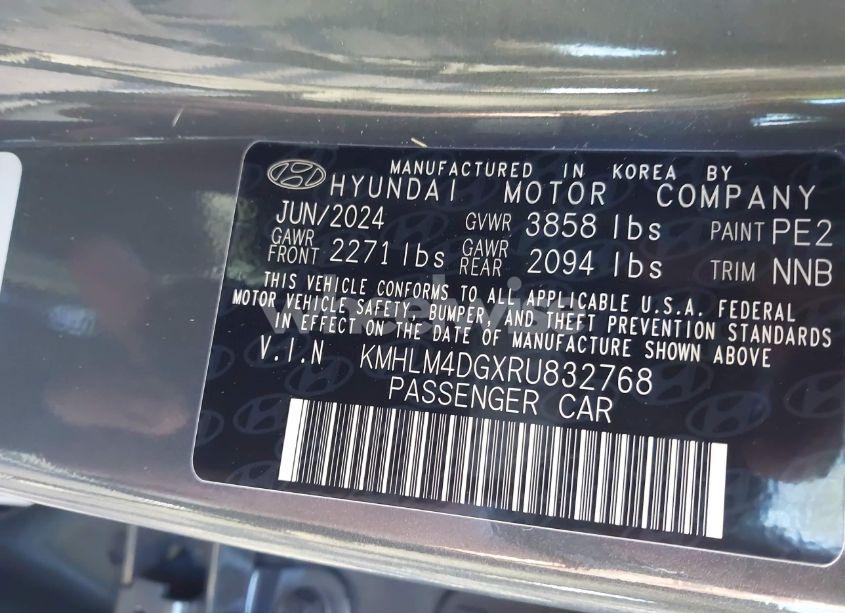 MANUFACTURED IN KOREA BY
HYUNDAI MOTOR COMPANY
JUN/2024 GVWR 3858 lbs PAINT PE2
GAWR FRONT 2271 lbs GAWR REAR 2094 lbs TRIM NNB
THIS VEHICLE CONFORMS TO ALL APPLICABLE U.S.A. FEDERAL
MOTOR VEHICLE SAFETY, BUMPER, AND THEFT PREVENTION STANDARDS
IN EFFECT ON THE DATE OF MANUFACTURE SHOWN ABOVE
V.I.N KMHLM4DGXRU832768
PASSENGER CAR